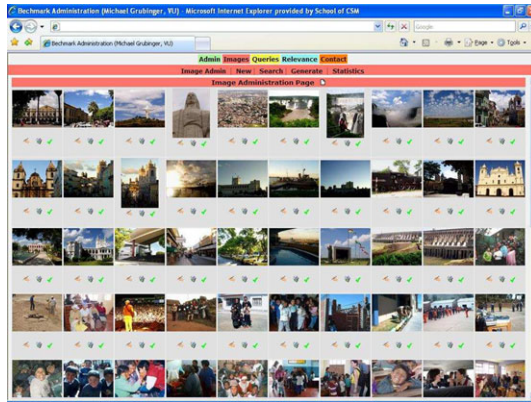 Bechmark Administration (Michael Grubinger, VU) - Microsoft Internet Explorer provided by School of CSM
Google
Bechmark Administration (Michael Grubinger, VU)
Page
Tools
Admin Images Queries Relevance Contact
Image Admin | New | Search | Generate | Statistics
Image Administration Page